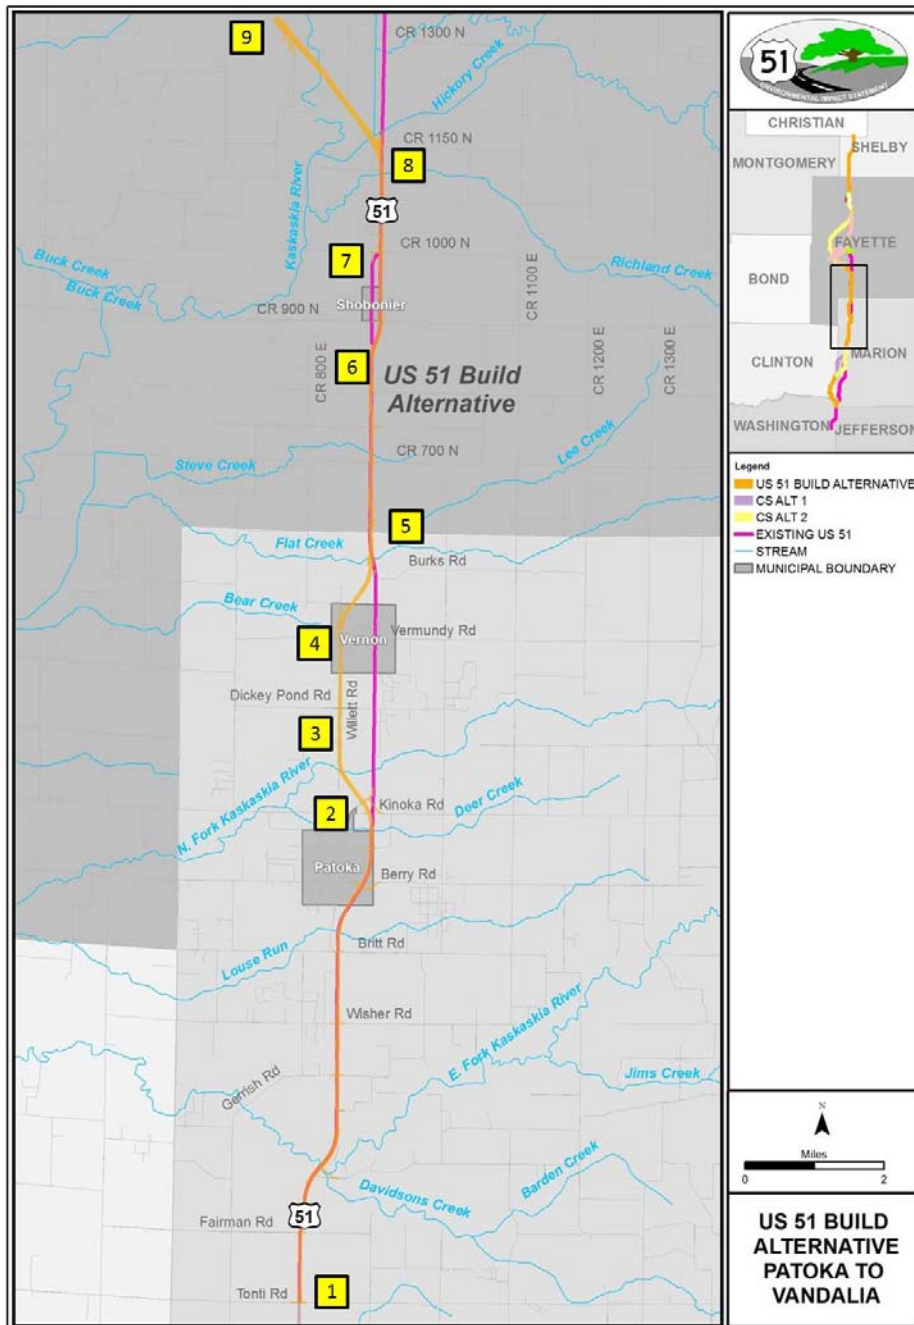 9
CR 1300 N
Hickory Creek
CR 1150 N
8
Kaskaskia River
51
CR 1000 N
7
Buck Creek
Buck Creek
Richland Creek
Shobonier
CR 900 N
CR 1100 E
CR 800 E
CR 1200 E
CR 1300 E
6
US 51 Build
Alternative
CR 700 N
Lee Creek
Steve Creek
5
Flat Creek
Burks Rd
Bear Creek
4
Vernon
Vermundy Rd
Dickey Pond Rd
Willett Rd
3
N. Fork Kaskaskia River
2
Kinoka Rd
Deer Creek
Patoka
Berry Rd
Louse Run
Britt Rd
E. Fork Kaskaskia River
Wisher Rd
Jims Creek
Gerrish Rd
Barden Creek
Davidsons Creek
51
Fairman Rd
Tonti Rd
1
51
ENVIRONMENTAL IMPACT STATEMENT
CHRISTIAN
SHELBY
MONTGOMERY
FAYETTE
BOND
MARION
CLINTON
WASHINGTON
JEFFERSON
Legend
US 51 BUILD ALTERNATIVE
CS ALT 1
CS ALT 2
EXISTING US 51
STREAM
MUNICIPAL BOUNDARY
N
Miles
0 2
US 51 BUILD
ALTERNATIVE
PATOKA TO
VANDALIA